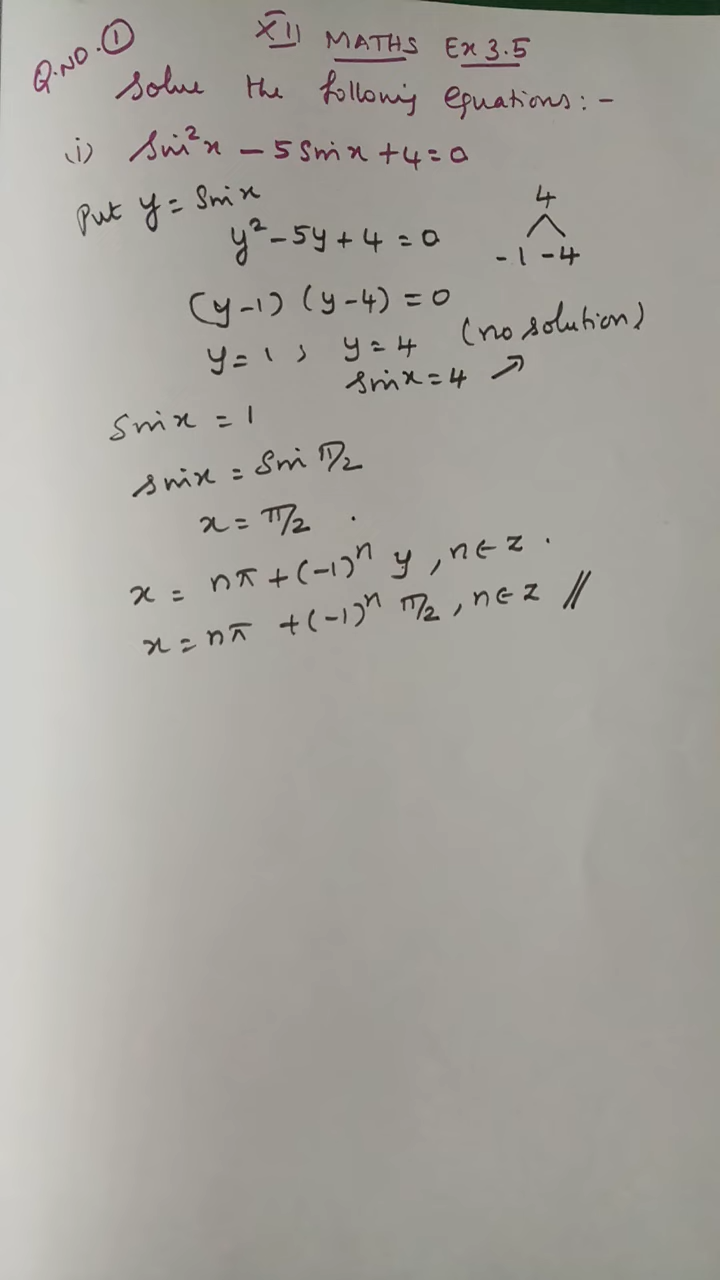 XII MATHS Ex 3.5
Q.NO.①
Solve the following equations:-
(i) Sin²x - 5 Sin x + 4 = 0
Put y = Sin x
y² - 5y + 4 = 0
4
-1 -4
(y-1) (y-4) = 0
y = 1 , y = 4 (no solution)
sin x = 4 ↗
Sin x = 1
sin x = Sin π/2
x = π/2 .
x = nπ + (-1)ⁿ y , n ∈ z .
x = nπ + (-1)ⁿ π/2 , n ∈ z //